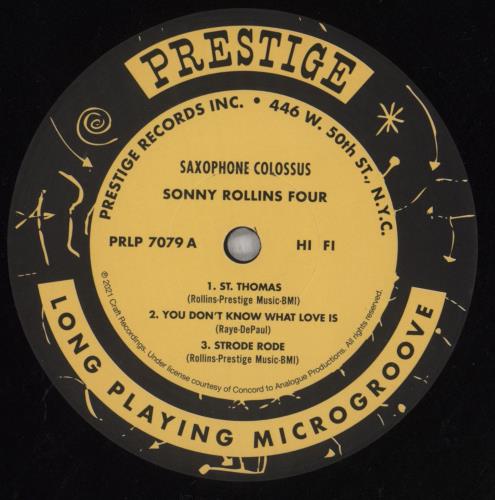 PRESTIGE
PRESTIGE RECORDS INC. • 446 W. 50th ST., N.Y.C.
SAXOPHONE COLOSSUS
SONNY ROLLINS FOUR
PRLP 7079 A
HI FI
1. ST. THOMAS
(Rollins-Prestige Music-BMI)
2. YOU DON'T KNOW WHAT LOVE IS
(Raye-DePaul)
3. STRODE RODE
(Rollins-Prestige Music-BMI)
℗ 2021 Craft Recordings. Under license courtesy of Concord to Analogue Productions. All rights reserved.
LONG PLAYING MICROGROOVE